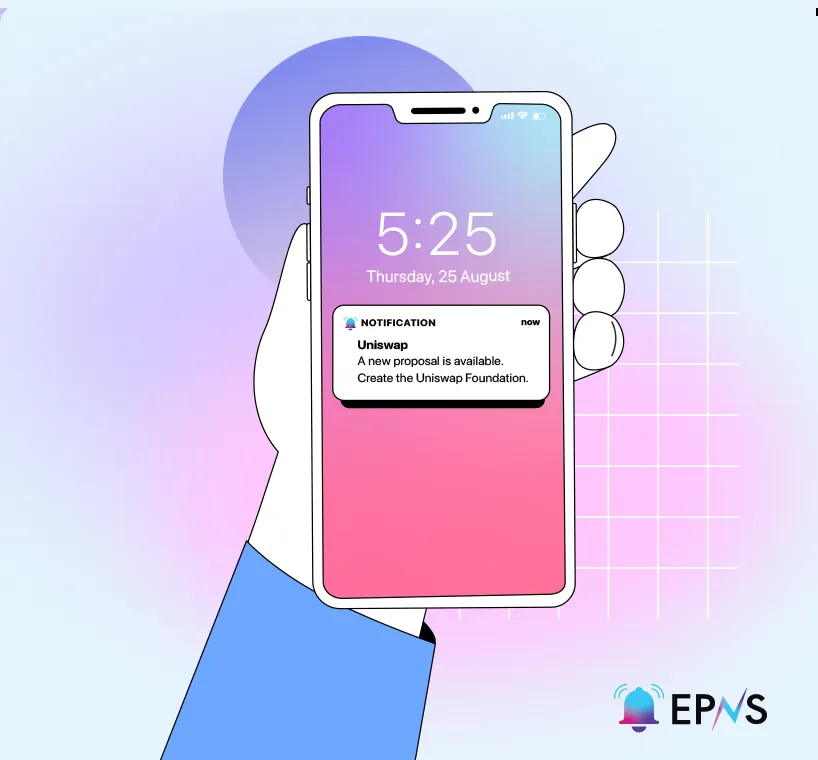 5:25
Thursday, 25 August
NOTIFICATION now
Uniswap
A new proposal is available.
Create the Uniswap Foundation.
EPNS